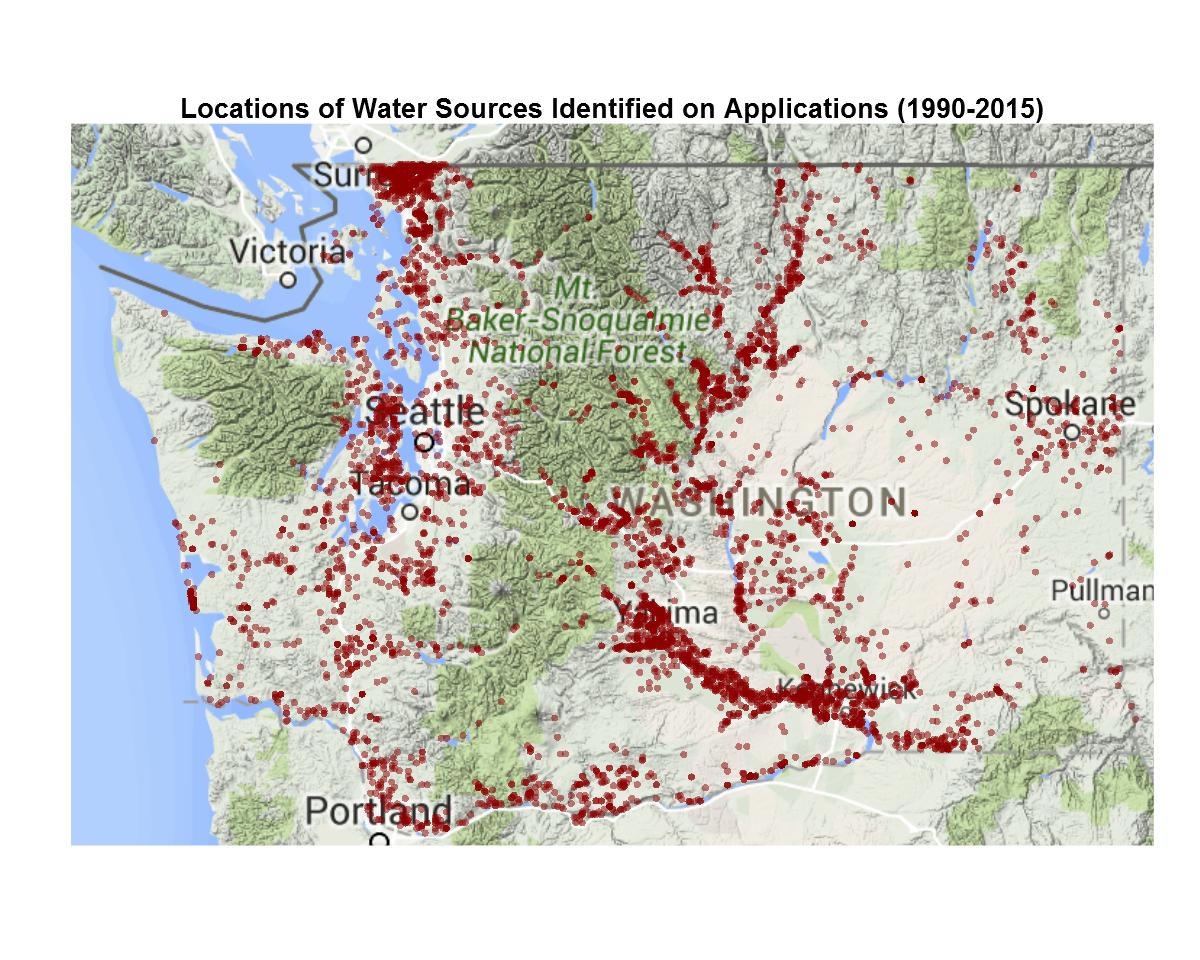 Locations of Water Sources Identified on Applications (1990-2015)
Victoria
Mt.
Baker-Snoqualmie
National Forest
Seattle
Spokane
Tacoma
WASHINGTON
Pullman
Yakima
Kennewick
Portland